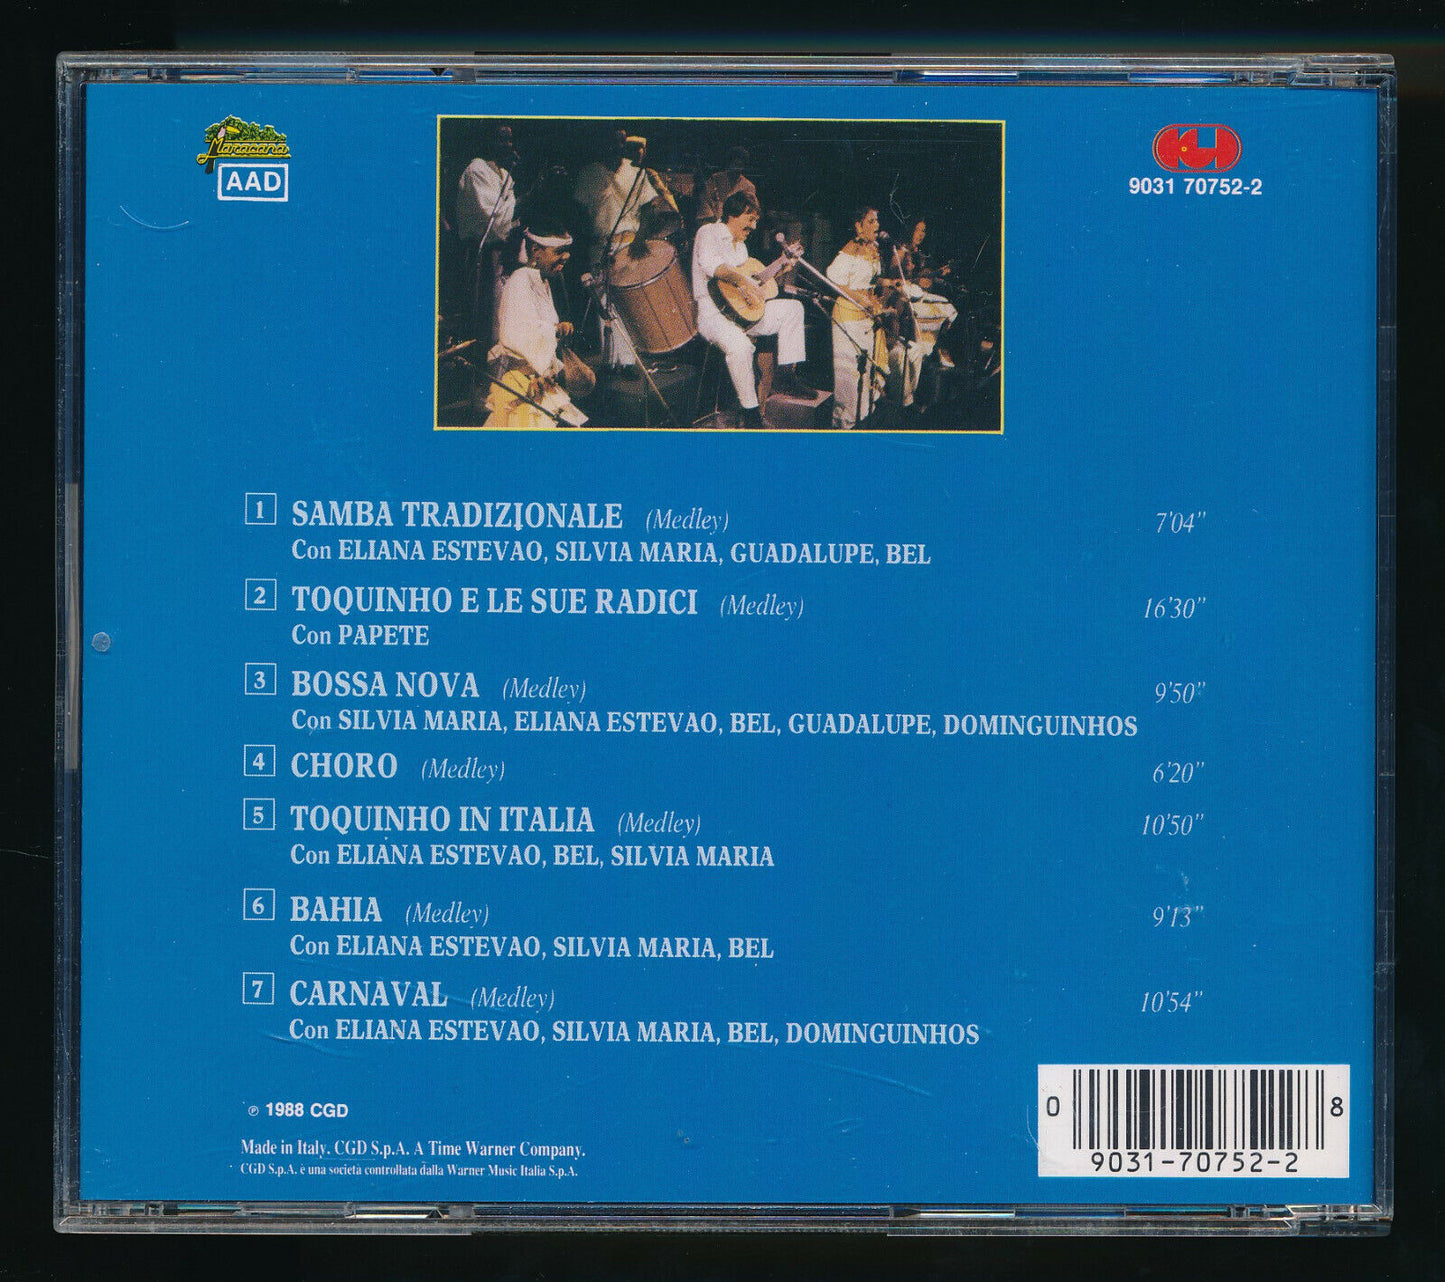 Maracana
AAD
9031 70752-2
1 SAMBA TRADIZIONALE (Medley) 7'04"
Con ELIANA ESTEVAO, SILVIA MARIA, GUADALUPE, BEL
2 TOQUINHO E LE SUE RADICI (Medley) 16'30"
Con PAPETE
3 BOSSA NOVA (Medley) 9'50"
Con SILVIA MARIA, ELIANA ESTEVAO, BEL, GUADALUPE, DOMINGUINHOS
4 CHORO (Medley) 6'20"
5 TOQUINHO IN ITALIA (Medley) 10'50"
Con ELIANA ESTEVAO, BEL, SILVIA MARIA
6 BAHIA (Medley) 9'13"
Con ELIANA ESTEVAO, SILVIA MARIA, BEL
7 CARNAVAL (Medley) 10'54"
Con ELIANA ESTEVAO, SILVIA MARIA, BEL, DOMINGUINHOS
℗ 1988 CGD
Made in Italy. CGD S.p.A. A Time Warner Company.
CGD S.p.A. è una società controllata dalla Warner Music Italia S.p.A.
0 8
9031-70752-2